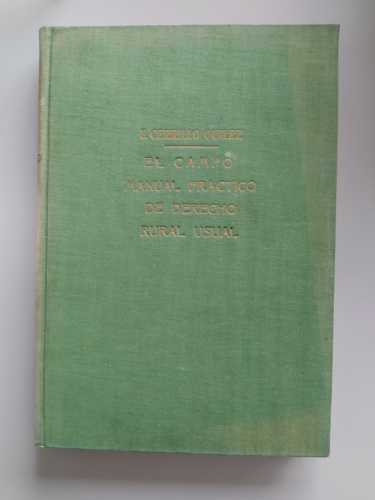 F. CERRILLO QUILEZ
EL CAMPO
MANUAL PRACTICO
DE DERECHO
RURAL USUAL